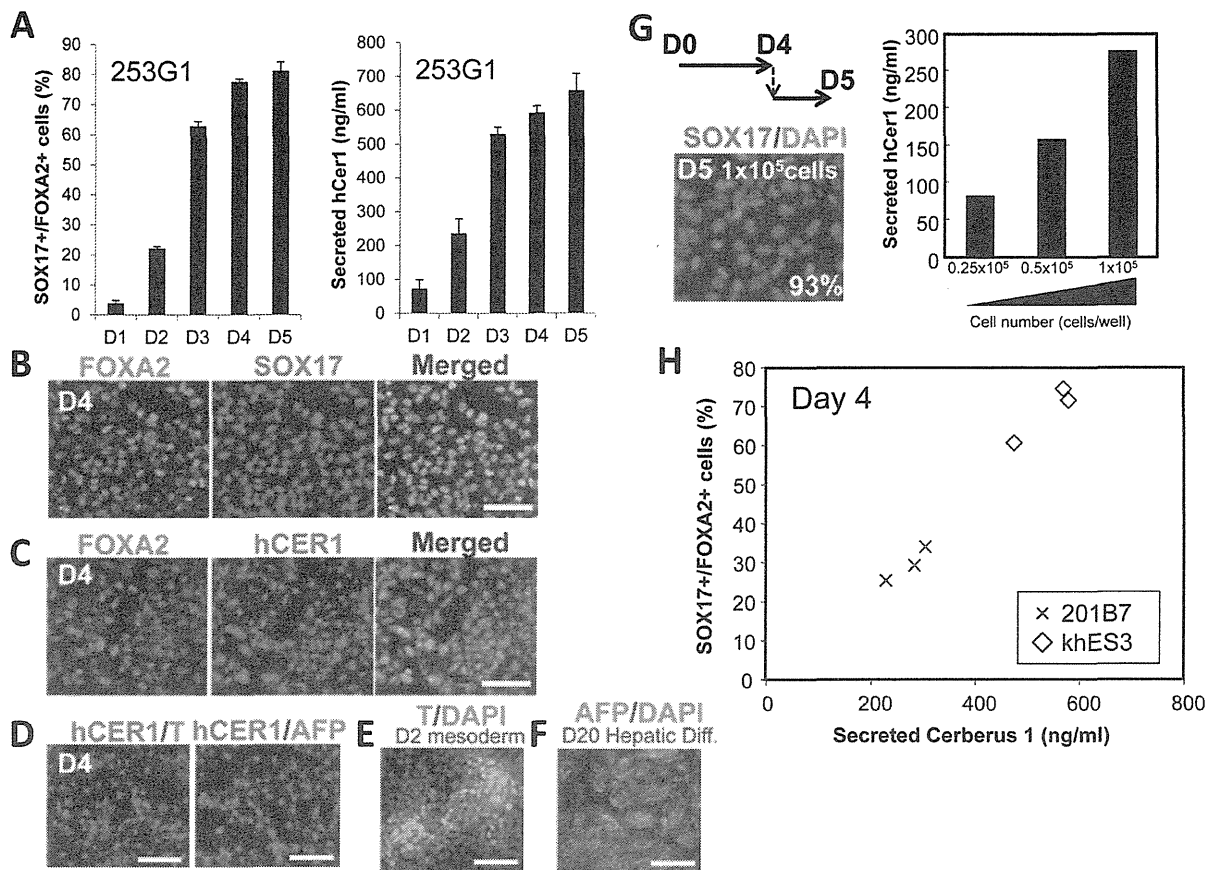 A
253G1
SOX17+/FOXA2+ cells (%)
90
80
70
60
50
40
30
20
10
0
D1 D2 D3 D4 D5
253G1
Secreted hCer1 (ng/ml)
800
700
600
500
400
300
200
100
0
D1 D2 D3 D4 D5
B
FOXA2 SOX17 Merged
D4
C
FOXA2 hCER1 Merged
D4
D
hCER1/T hCER1/AFP
D4
E
T/DAPI
D2 mesoderm
F
AFP/DAPI
D20 Hepatic Diff.
G
D0 D4
D5
SOX17/DAPI
D5 1x10⁵cells
93%
Secreted hCer1 (ng/ml)
300
250
200
150
100
50
0
0.25x10⁵ 0.5x10⁵ 1x10⁵
Cell number (cells/well)
H
Day 4
SOX17+/FOXA2+ cells (%)
80
70
60
50
40
30
20
10
0
0 200 400 600 800
Secreted Cerberus 1 (ng/ml)
× 201B7
◇ khES3